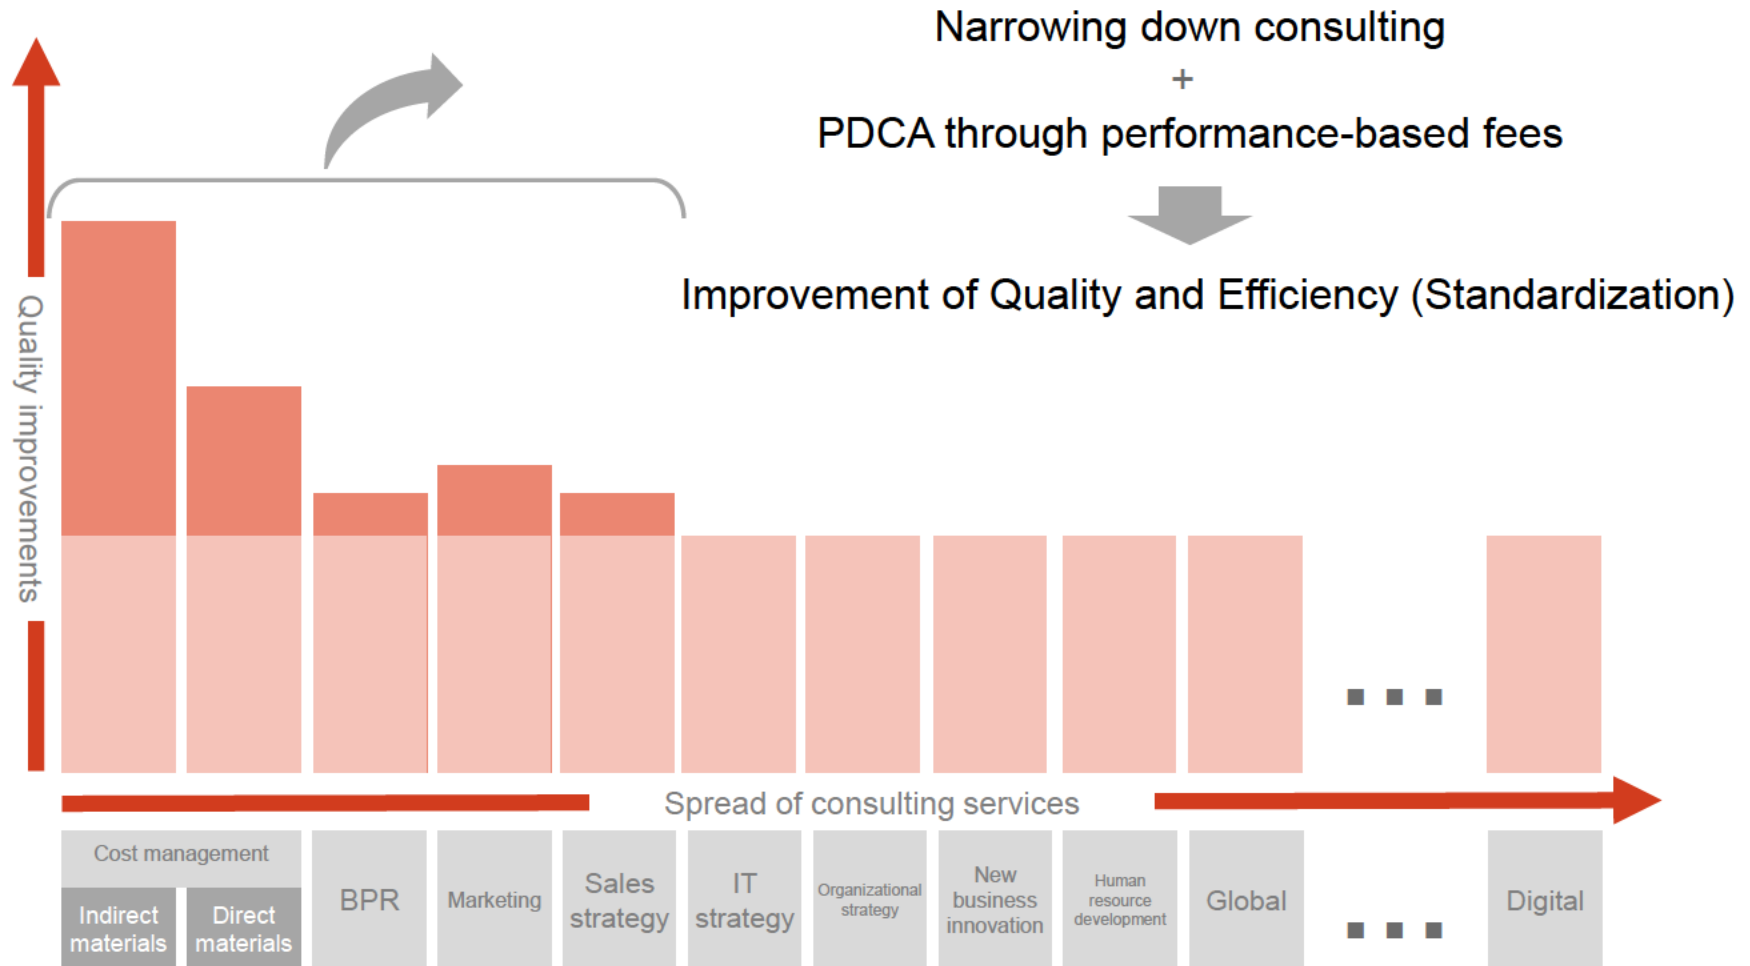 Narrowing down consulting
+
PDCA through performance-based fees
Improvement of Quality and Efficiency (Standardization)
Quality improvements
Spread of consulting services
Cost management
Indirect
materials
Direct
materials
BPR
Marketing
Sales
strategy
IT
strategy
Organizational
strategy
New
business
innovation
Human
resource
development
Global
Digital